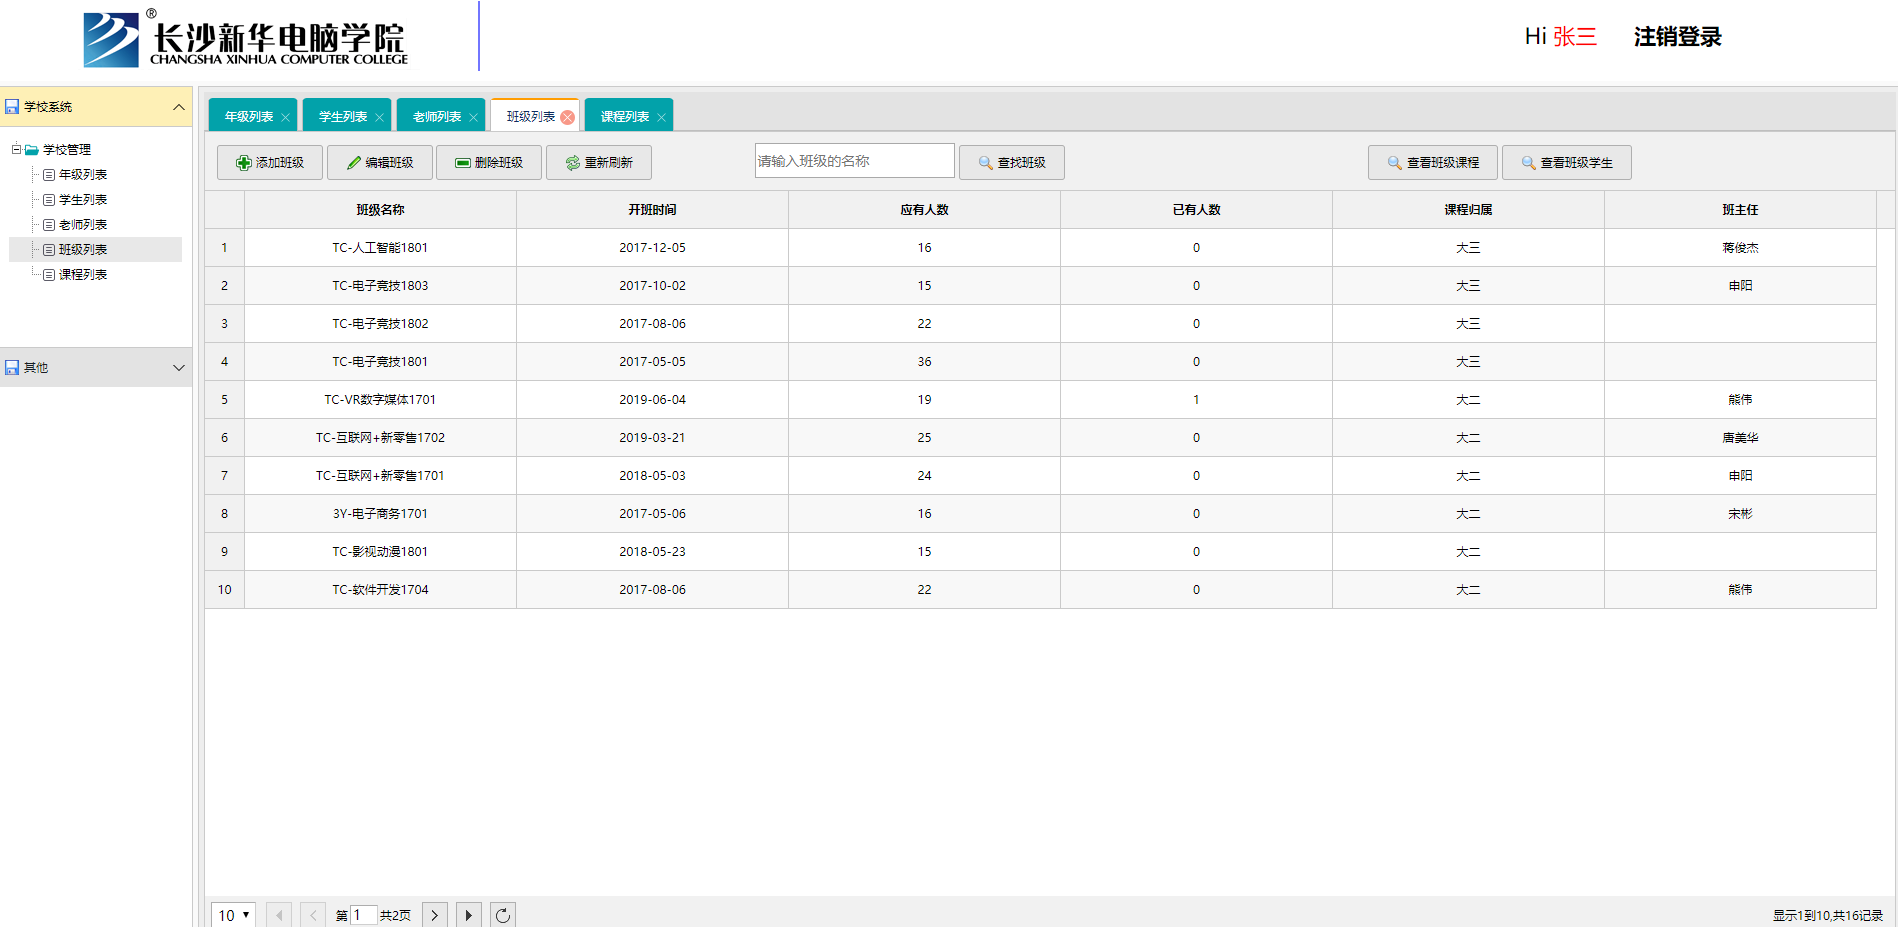 ® 长沙新华电脑学院
CHANGSHA XINHUA COMPUTER COLLEGE
Hi 张三 注销登录
学校系统
学校管理
年级列表
学生列表
老师列表
班级列表
课程列表
其他
年级列表 学生列表 老师列表 班级列表 课程列表
添加班级 编辑班级 删除班级 重新刷新 请输入班级的名称 查找班级 查看班级课程 查看班级学生
班级名称 开班时间 应有人数 已有人数 课程归属 班主任
1 TC-人工智能1801 2017-12-05 16 0 大三 蒋俊杰
2 TC-电子竞技1803 2017-10-02 15 0 大三 申阳
3 TC-电子竞技1802 2017-08-06 22 0 大三
4 TC-电子竞技1801 2017-05-05 36 0 大三
5 TC-VR数字媒体1701 2019-06-04 19 1 大二 熊伟
6 TC-互联网+新零售1702 2019-03-21 25 0 大二 唐美华
7 TC-互联网+新零售1701 2018-05-03 24 0 大二 申阳
8 3Y-电子商务1701 2017-05-06 16 0 大二 宋彬
9 TC-影视动漫1801 2018-05-23 15 0 大二
10 TC-软件开发1704 2017-08-06 22 0 大二 熊伟
10 第 1 共2页 显示1到10,共16记录